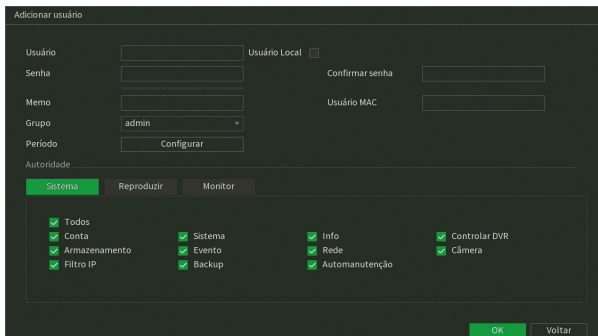 Adicionar usuário
Usuário Usuário Local
Senha Confirmar senha
Memo Usuário MAC
Grupo admin
Período Configurar
Autoridade
Sistema Reproduzir Monitor
Todos
Conta Sistema Info Controlar DVR
Armazenamento Evento Rede Câmera
Filtro IP Backup Automanutenção
OK Voltar